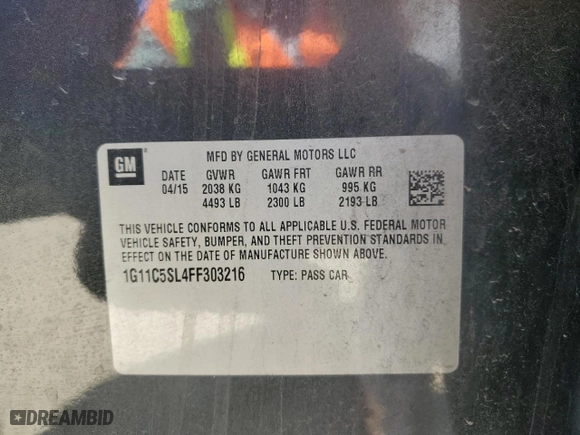 GM
MFD BY GENERAL MOTORS LLC
DATE GVWR GAWR FRT GAWR RR
04/15 2038 KG 1043 KG 995 KG
4493 LB 2300 LB 2193 LB
THIS VEHICLE CONFORMS TO ALL APPLICABLE U.S. FEDERAL MOTOR
VEHICLE SAFETY, BUMPER, AND THEFT PREVENTION STANDARDS IN
EFFECT ON THE DATE OF MANUFACTURE SHOWN ABOVE.
1G11C5SL4FF303216 TYPE: PASS CAR
DREAMBID